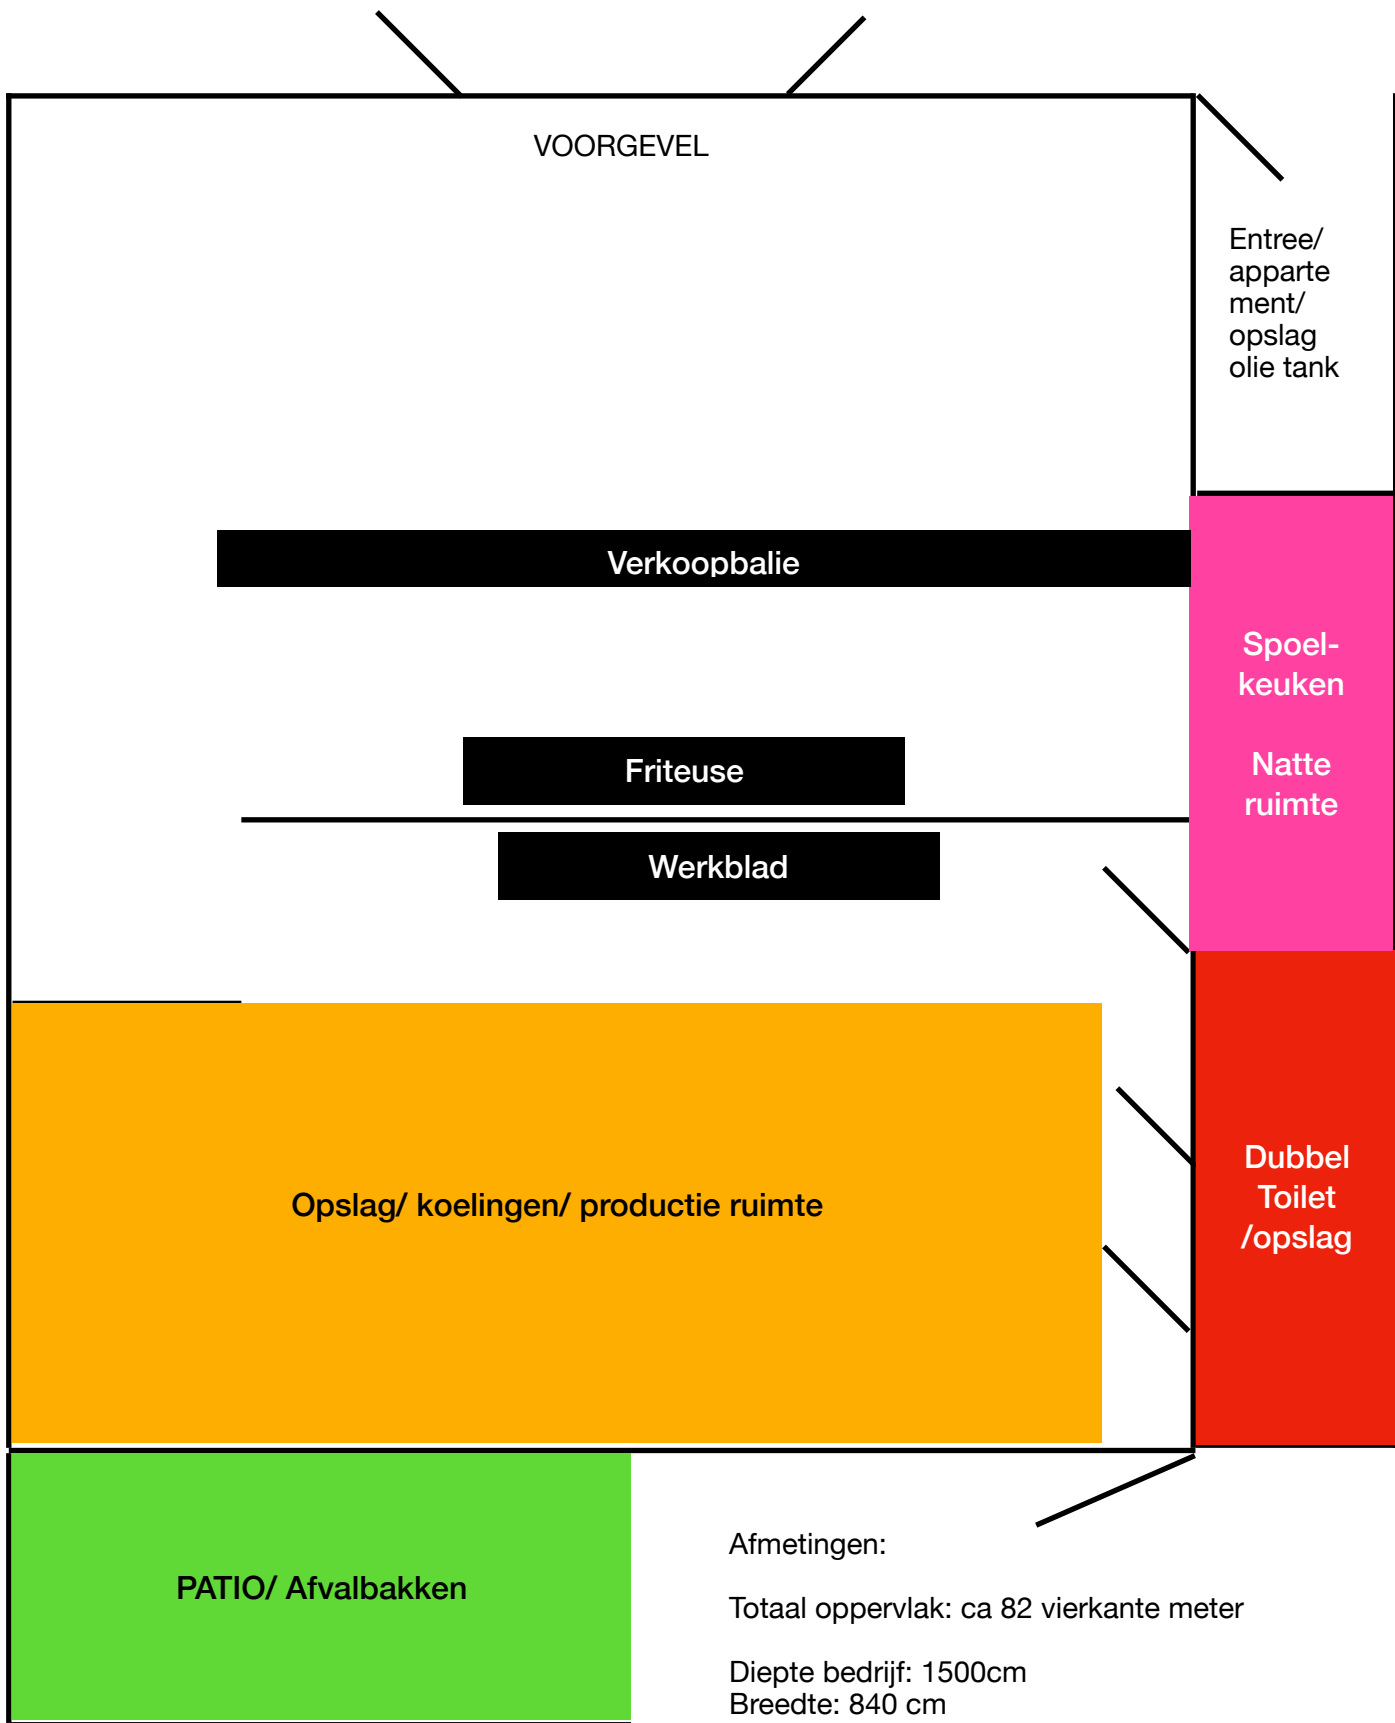 VOORGEVEL
Entree/
apparte
ment/
opslag
olie tank
Verkoopbalie
Spoel-
keuken
Natte
ruimte
Friteuse
Werkblad
Opslag/ koelingen/ productie ruimte
Dubbel
Toilet
/opslag
PATIO/ Afvalbakken
Afmetingen:
Totaal oppervlak: ca 82 vierkante meter
Diepte bedrijf: 1500cm
Breedte: 840 cm